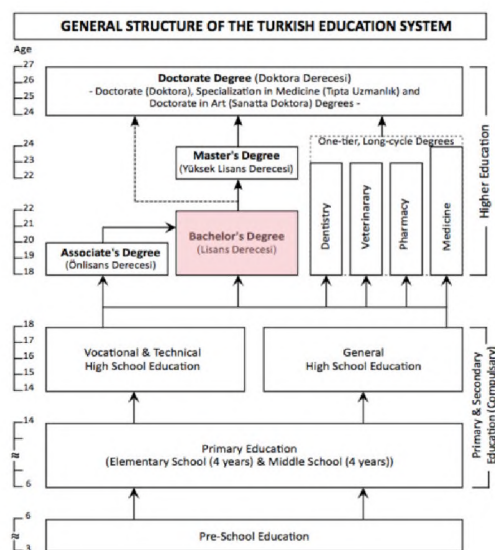 GENERAL STRUCTURE OF THE TURKISH EDUCATION SYSTEM
Age
27
26
25
24
Doctorate Degree (Doktora Derecesi)
- Doctorate (Doktora), Specialization in Medicine (Tıpta Uzmanlık) and
Doctorate in Art (Sanatta Doktora) Degrees -
24
23
22
Master's Degree
(Yüksek Lisans Derecesi)
One-tier, Long-cycle Degrees
Dentistry
Veterinarary
Pharmacy
Medicine
Higher Education
22
21
20
19
18
Bachelor's Degree
(Lisans Derecesi)
Associate's Degree
(Önlisans Derecesi)
18
17
16
15
14
Vocational & Technical
High School Education
General
High School Education
Primary & Secondary
Education (Compulsary)
14
6
Primary Education
(Elementary School (4 years) & Middle School (4 years))
6
3
Pre-School Education